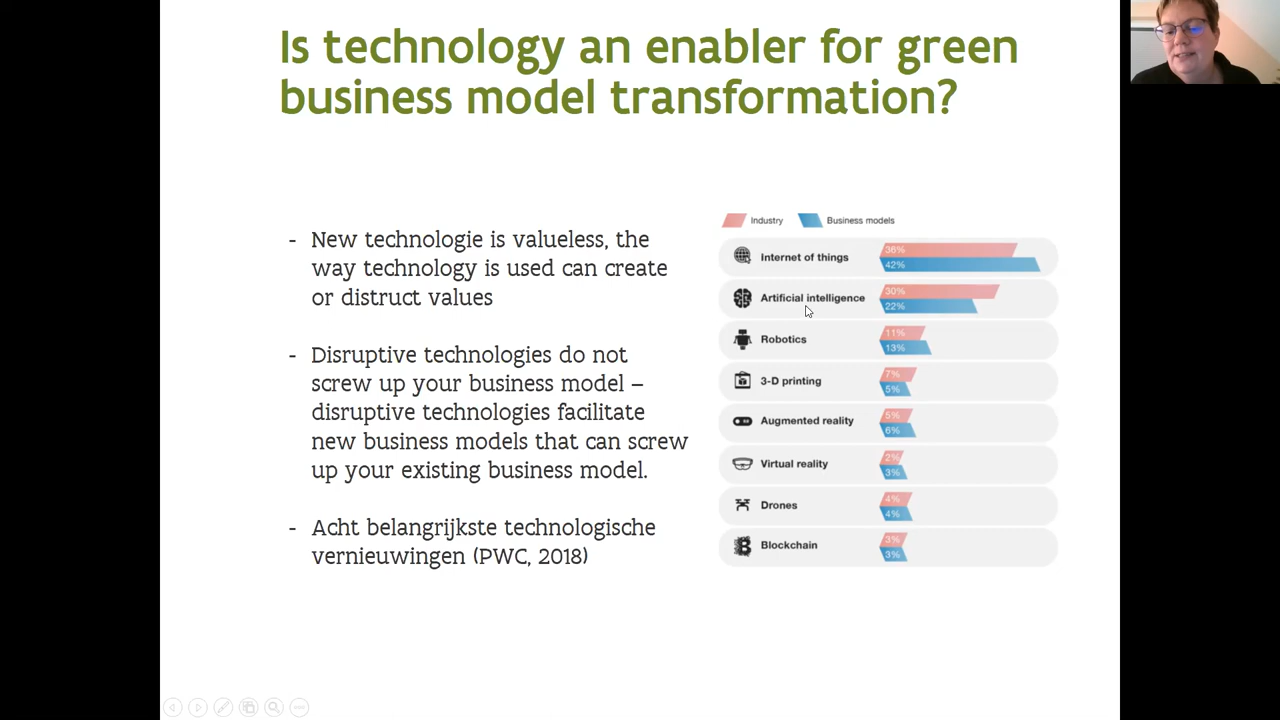 Is technology an enabler for green
business model transformation?
- New technologie is valueless, the
way technology is used can create
or distruct values
- Disruptive technologies do not
screw up your business model –
disruptive technologies facilitate
new business models that can screw
up your existing business model.
- Acht belangrijkste technologische
vernieuwingen (PWC, 2018)
Industry Business models
Internet of things
36%
42%
Artificial intelligence
30%
22%
Robotics
11%
13%
3-D printing
7%
5%
Augmented reality
5%
6%
Virtual reality
2%
3%
Drones
4%
4%
Blockchain
3%
3%